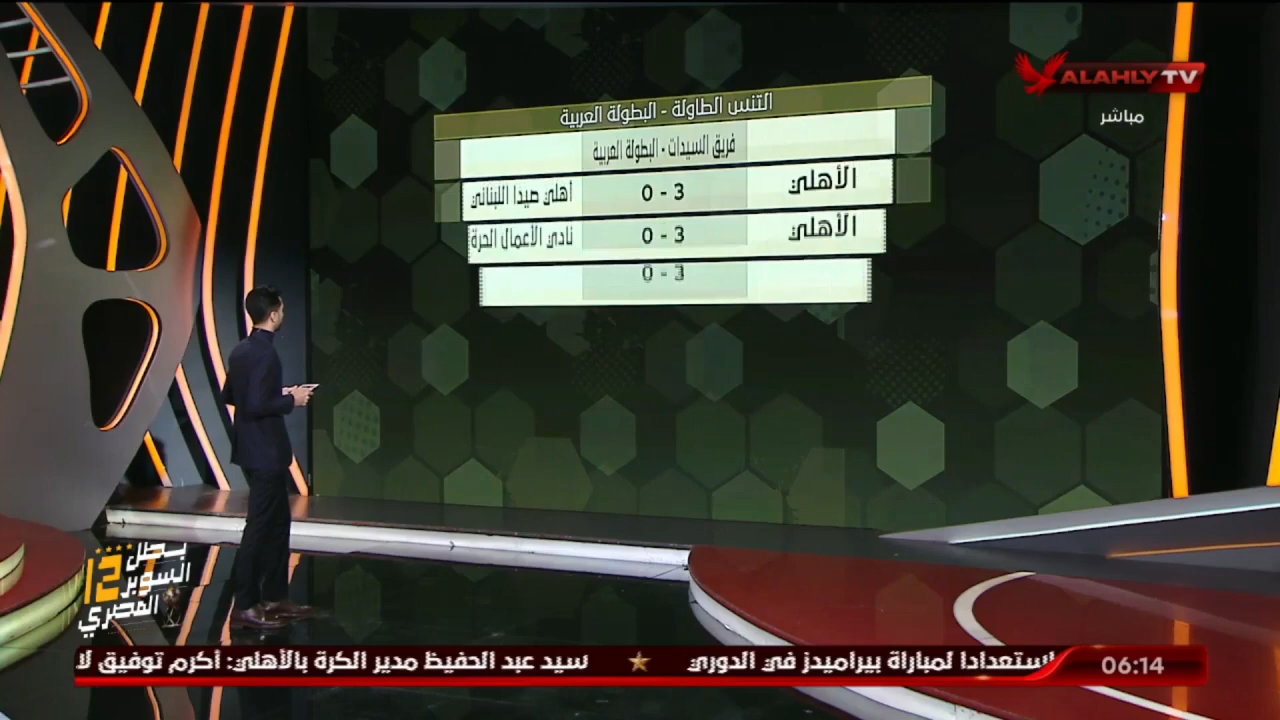 ALAHLY TV
مباشر
التنس الطاولة - البطولة العربية
فريق السيدات - البطولة العربية
الأهلي 3 - 0 أهلي صيدا اللبناني
الأهلي 3 - 0 نادي الأعمال الحرة
3 - 0
بطل
السوبر 12
المصري
06:14 استعدادا لمباراة بيراميدز في الدوري ★ سيد عبد الحفيظ مدير الكرة بالأهلي: أكرم توفيق لا